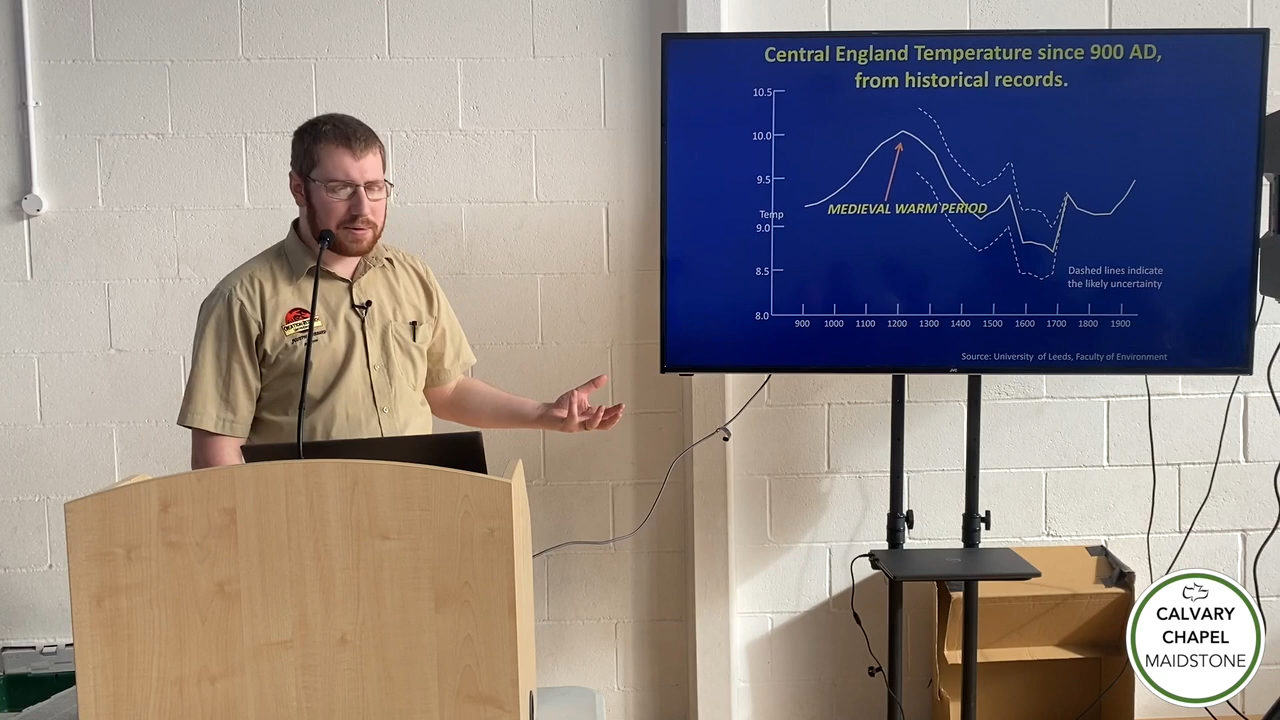 Central England Temperature since 900 AD,
from historical records.
10.5
10.0
9.5
Temp
9.0
8.5
8.0
MEDIEVAL WARM PERIOD
Dashed lines indicate
the likely uncertainty
900 1000 1100 1200 1300 1400 1500 1600 1700 1800 1900
Source: University of Leeds, Faculty of Environment
JVC
CALVARY
CHAPEL
MAIDSTONE